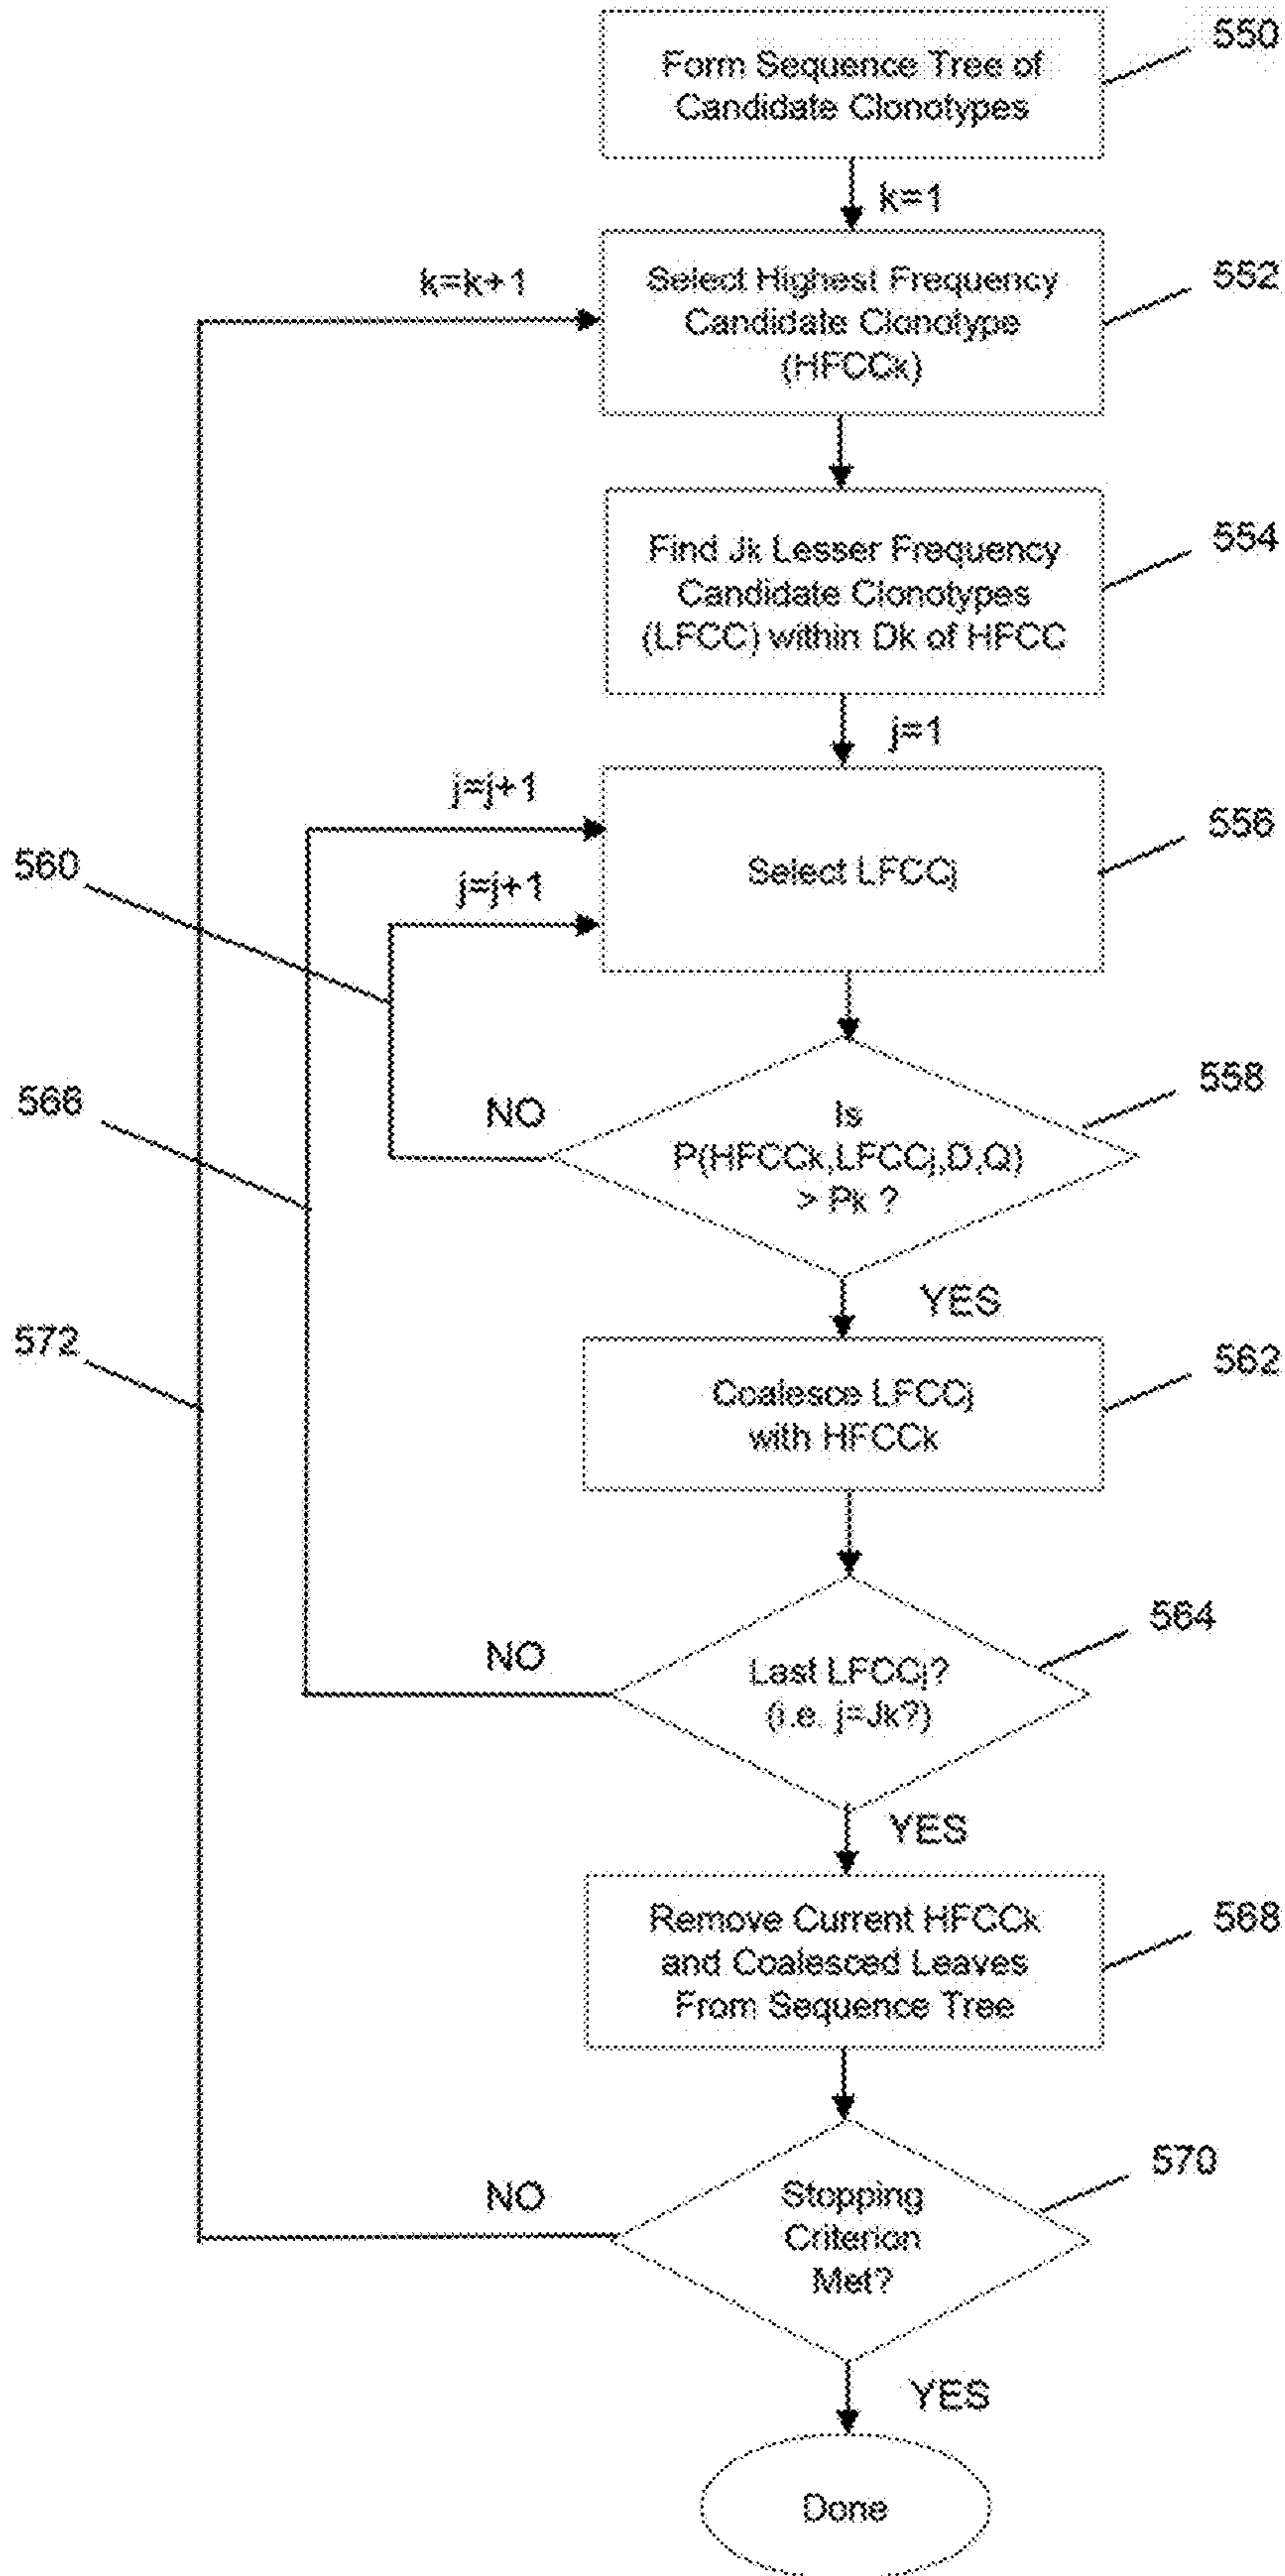 Form Sequence Tree of
Candidate Clonotypes
550
k=1
k=k+1
Select Highest Frequency
Candidate Clonotype
(HFCCk)
552
Find Jk Lesser Frequency
Candidate Clonotypes
(LFCC) within Dk of HFCC
554
j=1
j=j+1
j=j+1
Select LFCCj
556
560
Is
P(HFCCk,LFCCj,D,Q)
> Pk ?
558
NO
566
YES
Coalesce LFCCj
with HFCCk
562
572
Last LFCCj?
(i.e. j=Jk?)
564
NO
YES
Remove Current HFCCk
and Coalesced Leaves
From Sequence Tree
568
Stopping
Criterion
Met?
570
NO
YES
Done